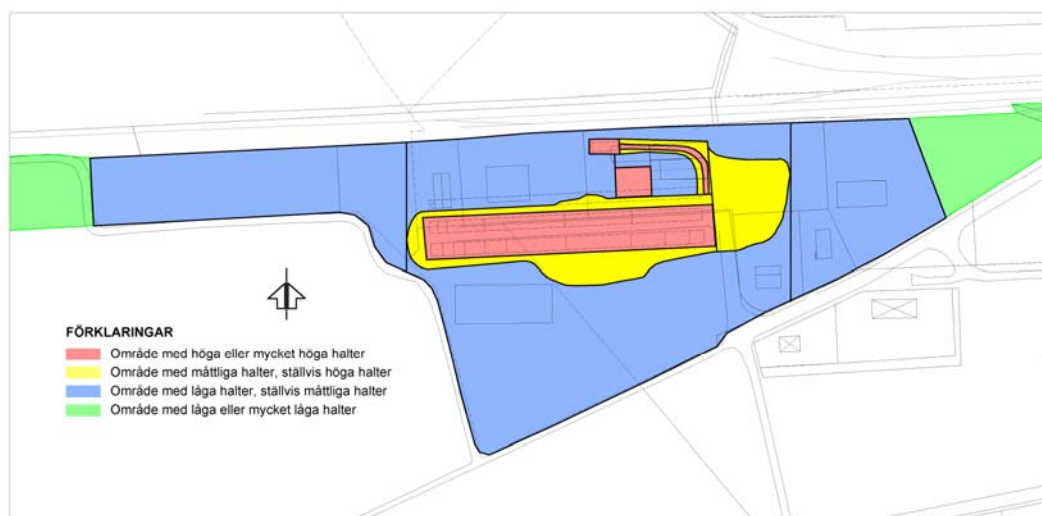 FÖRKLARINGAR
Område med höga eller mycket höga halter
Område med måttliga halter, ställvis höga halter
Område med låga halter, ställvis måttliga halter
Område med låga eller mycket låga halter